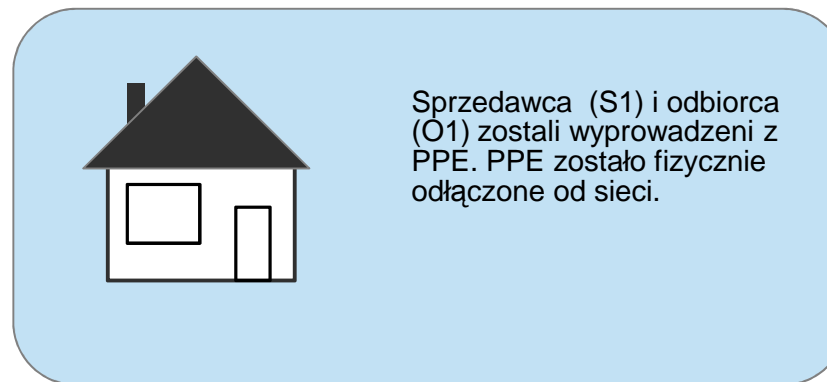 Sprzedawca (S1) i odbiorca
(O1) zostali wyprowadzeni z
PPE. PPE zostało fizycznie
odłączone od sieci.